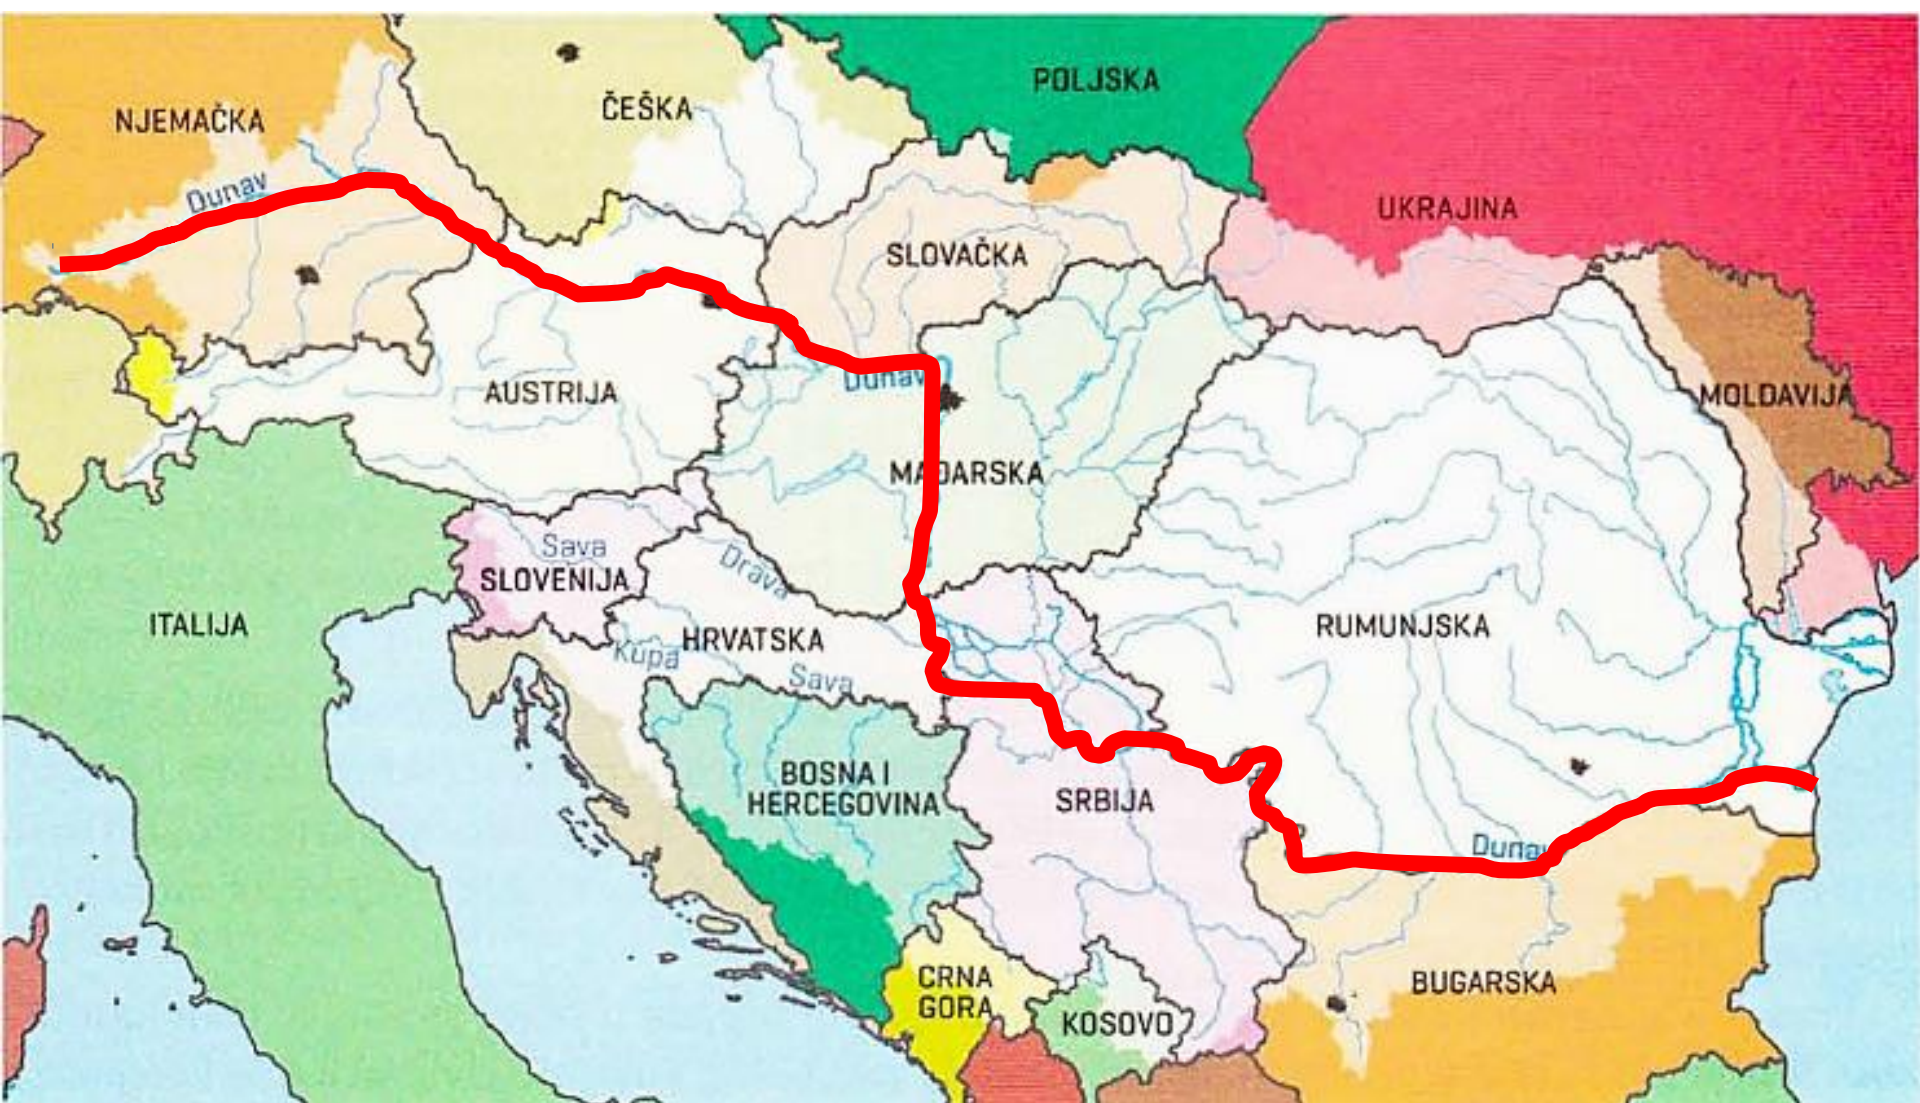 POLJSKA
ČEŠKA
NJEMAČKA
Dunav
UKRAJINA
SLOVAČKA
Dunav
AUSTRIJA
MOLDAVIJA
MAĐARSKA
Sava
Drava
SLOVENIJA
ITALIJA
RUMUNJSKA
HRVATSKA
Kupa
Sava
BOSNA I
HERCEGOVINA
SRBIJA
Dunav
CRNA
GORA
BUGARSKA
KOSOVO